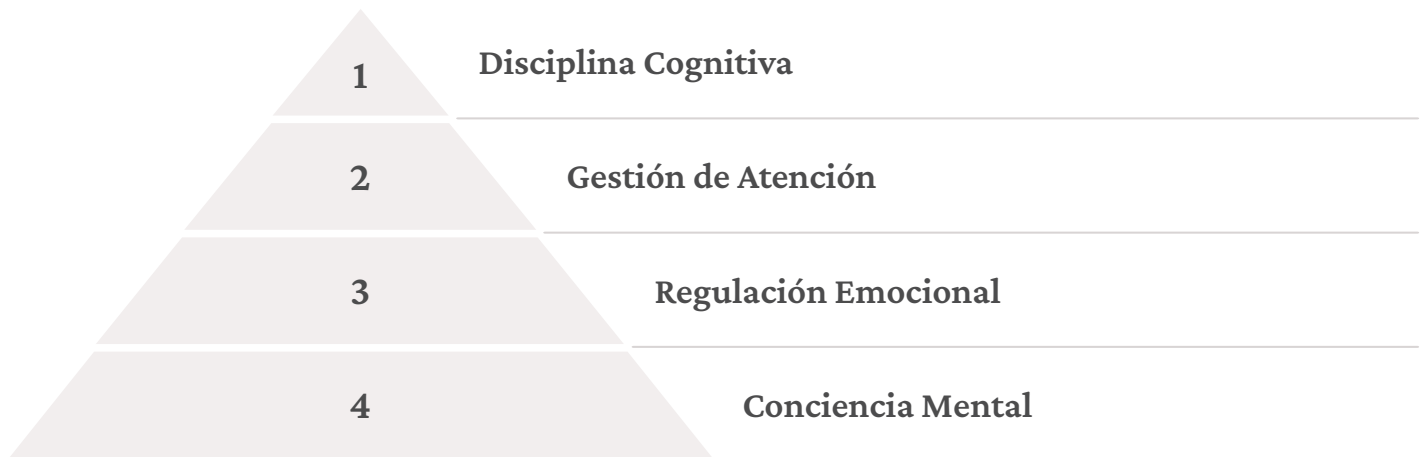 1 Disciplina Cognitiva
2 Gestión de Atención
3 Regulación Emocional
4 Conciencia Mental